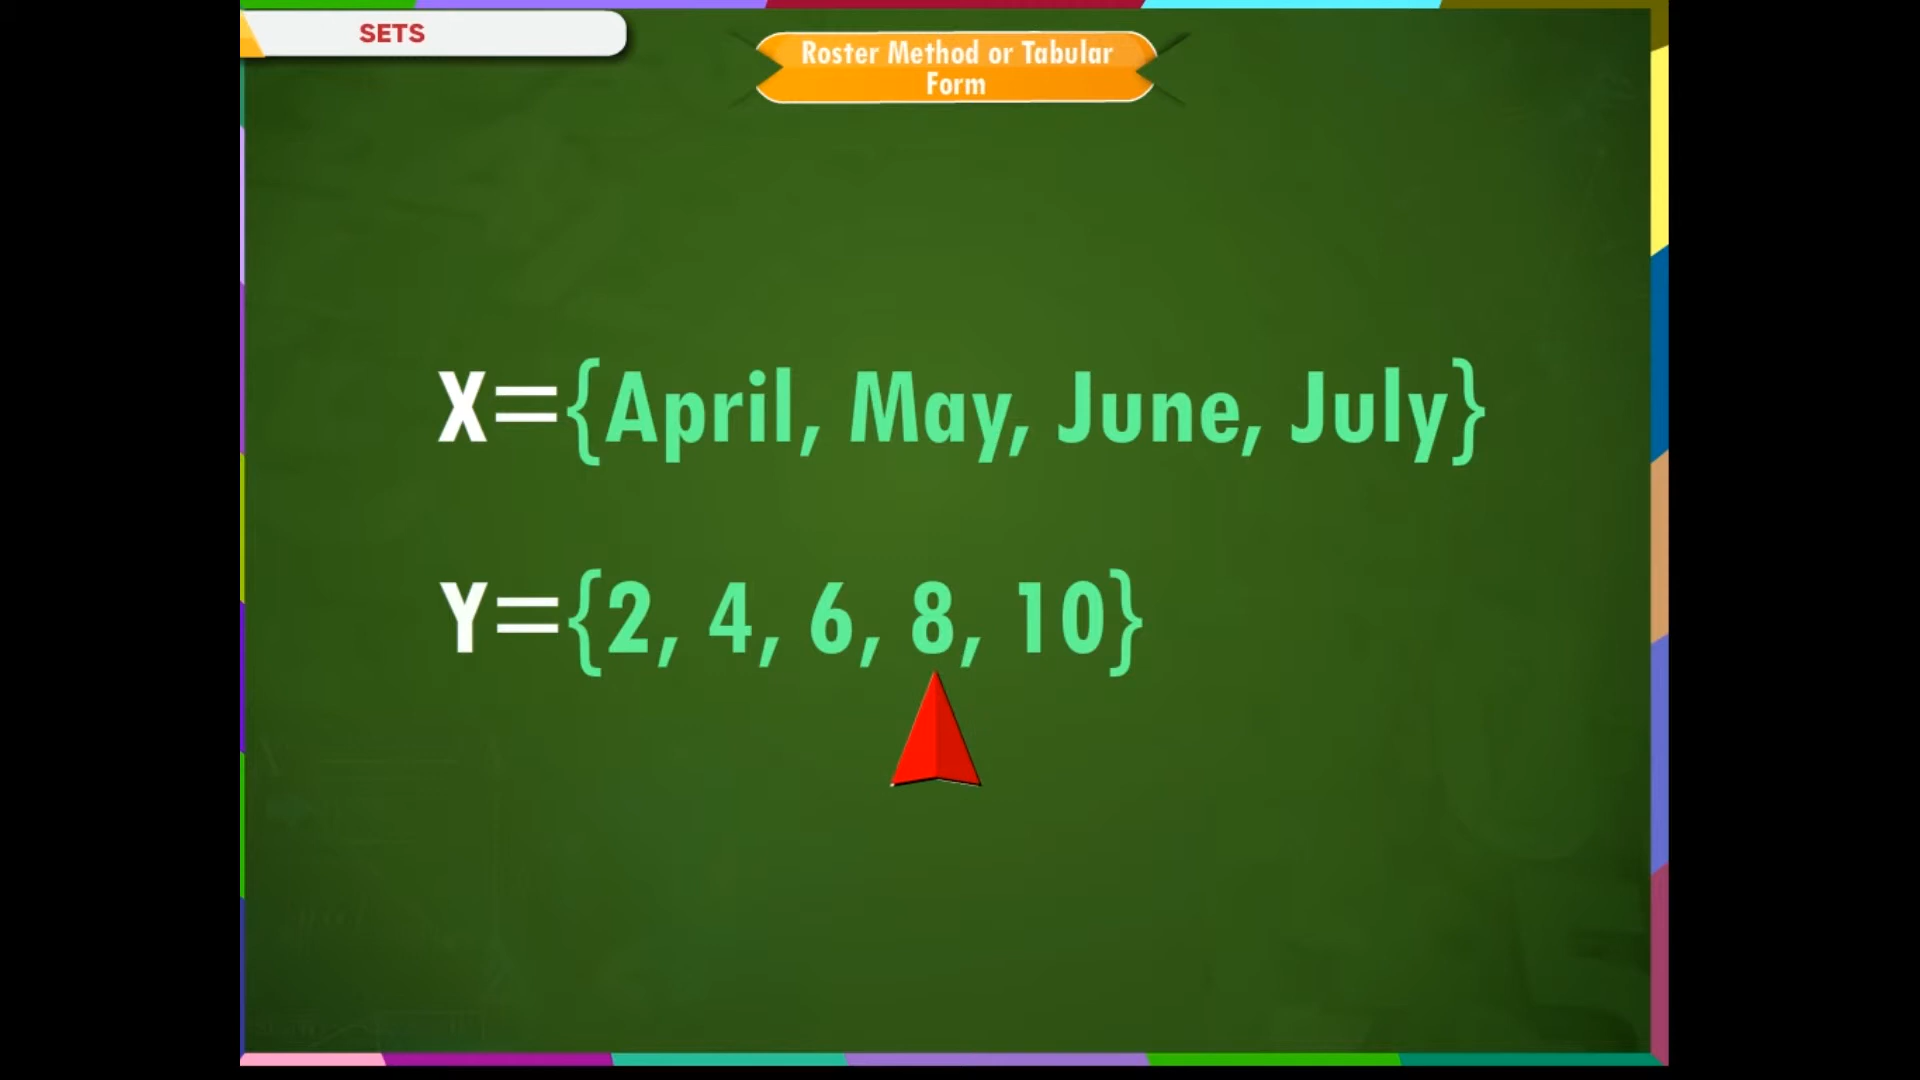 SETS
Roster Method or Tabular
Form
X={April, May, June, July}
Y={2, 4, 6, 8, 10}